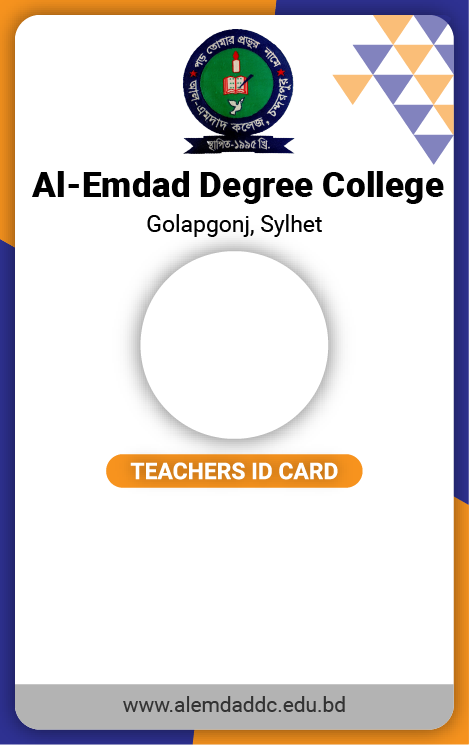 পড় তোমার প্রভুর নামে
আল-এমদাদ কলেজ, চন্দরপুর
স্থাপিত-১৯৯৫ খ্রি.
Al-Emdad Degree College
Golapgonj, Sylhet
TEACHERS ID CARD
www.alemdaddc.edu.bd